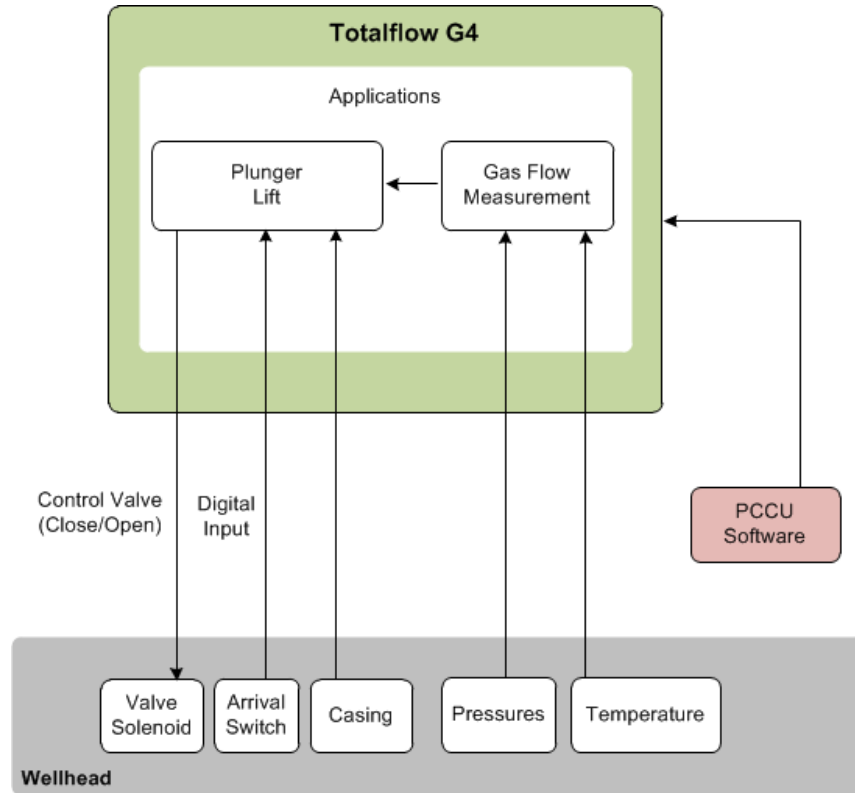 Totalflow G4
Applications
Plunger
Lift
Gas Flow
Measurement
Control Valve
(Close/Open)
Digital
Input
PCCU
Software
Valve
Solenoid
Arrival
Switch
Casing
Pressures
Temperature
Wellhead